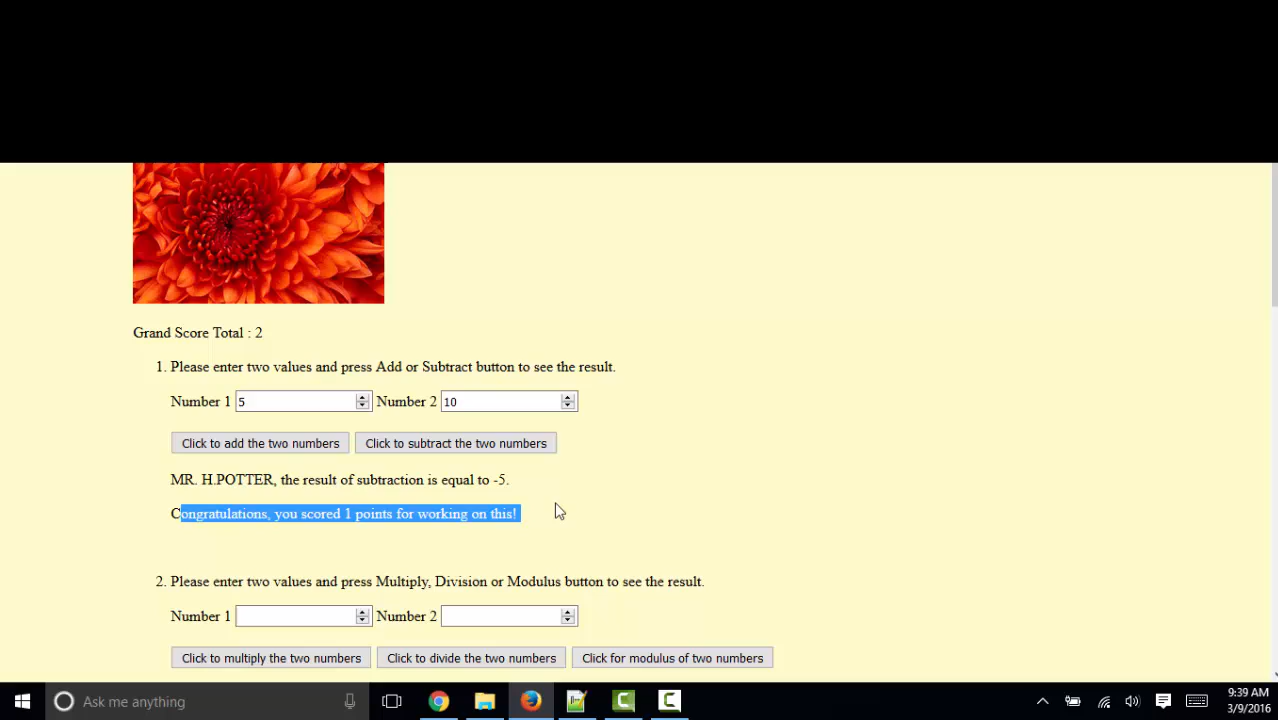 Grand Score Total : 2
1. Please enter two values and press Add or Subtract button to see the result.
Number 1 5 Number 2 10
Click to add the two numbers Click to subtract the two numbers
MR. H.POTTER, the result of subtraction is equal to -5.
Congratulations, you scored 1 points for working on this!
2. Please enter two values and press Multiply, Division or Modulus button to see the result.
Number 1 Number 2
Click to multiply the two numbers Click to divide the two numbers Click for modulus of two numbers
Ask me anything
9:39 AM
3/9/2016